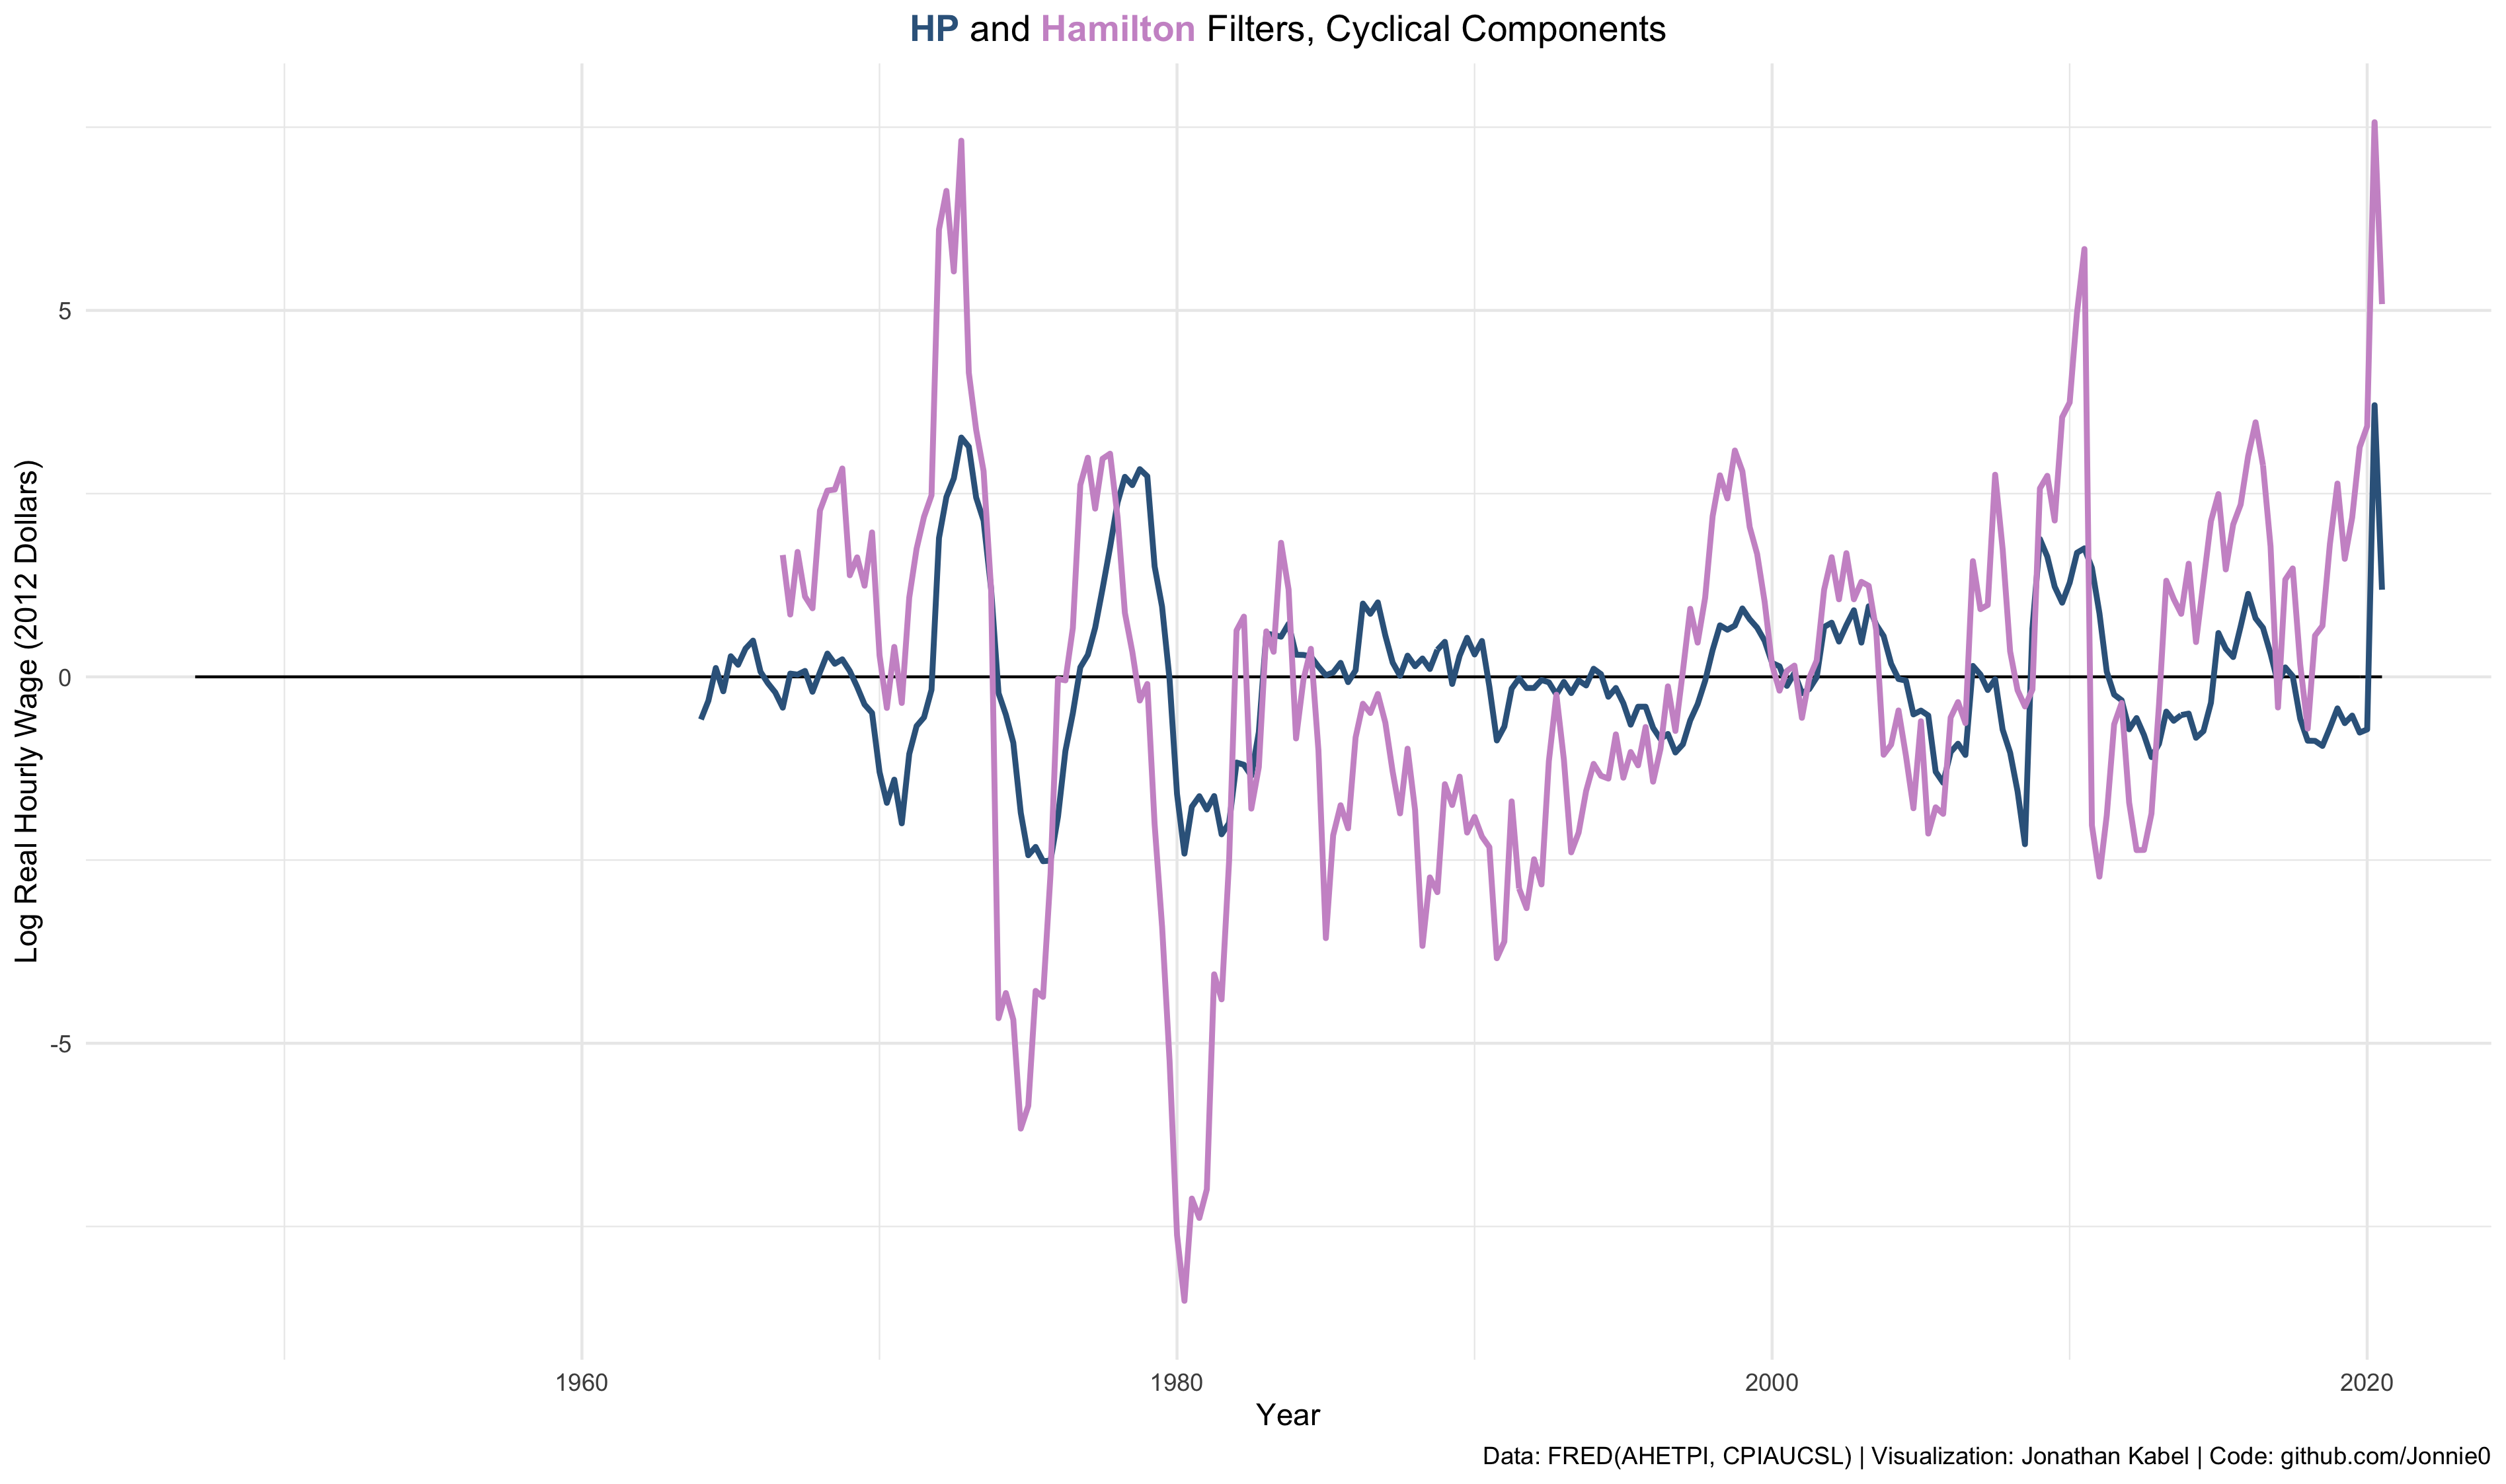 HP and Hamilton Filters, Cyclical Components
Log Real Hourly Wage (2012 Dollars)
5
0
-5
1960 1980 2000 2020
Year
Data: FRED(AHETPI, CPIAUCSL) | Visualization: Jonathan Kabel | Code: github.com/Jonnie0